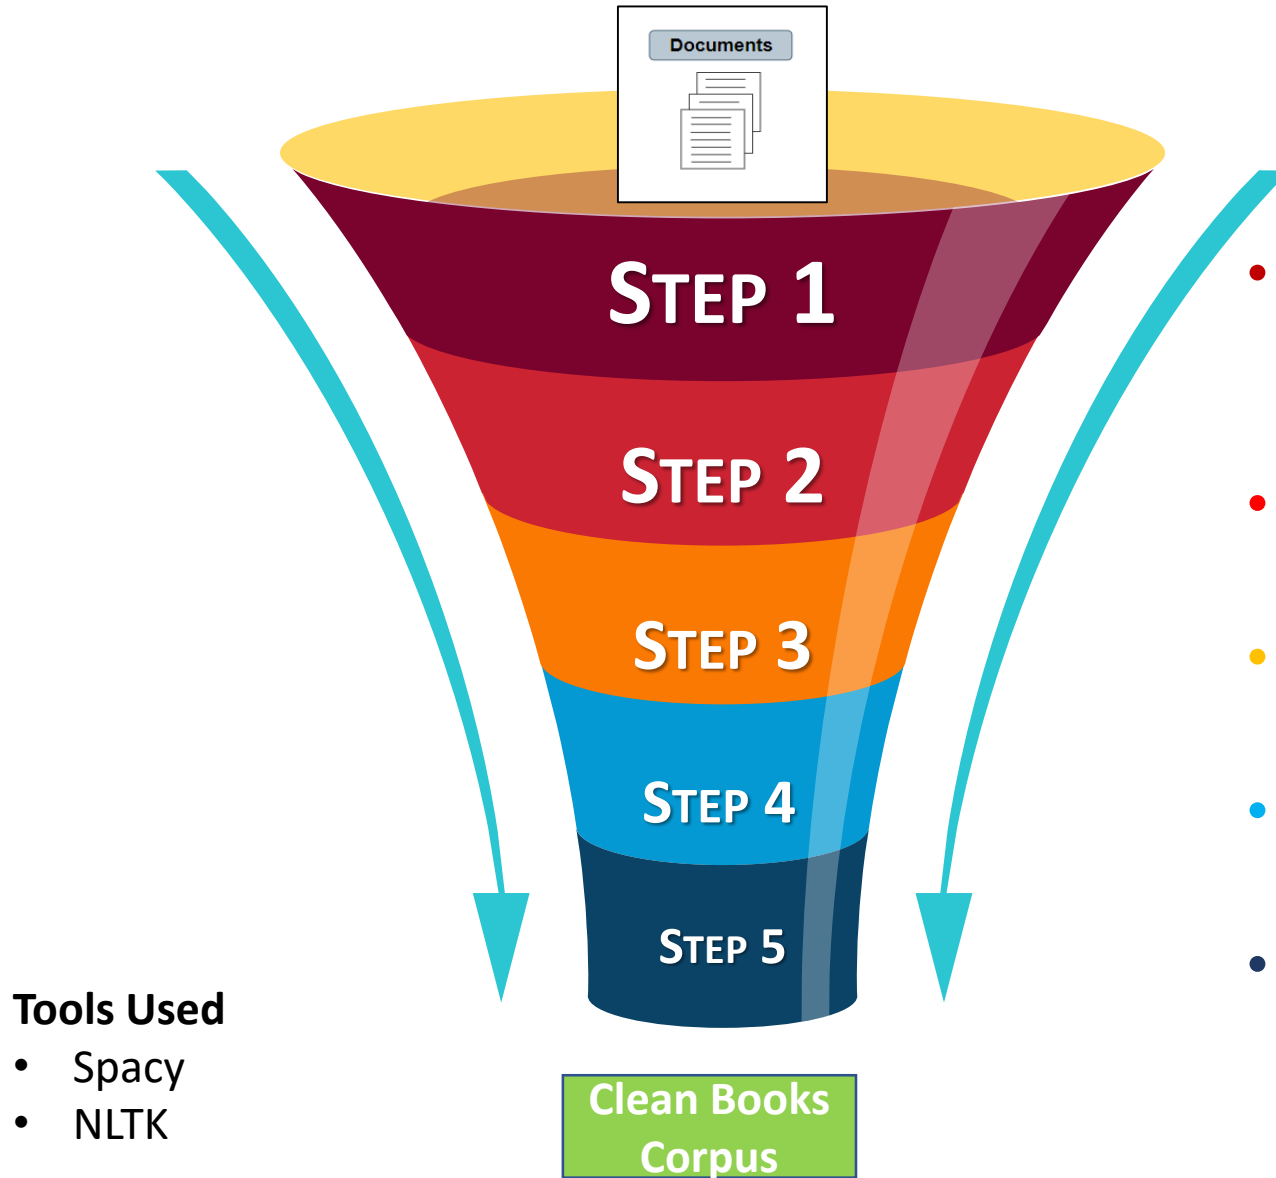 Documents
STEP 1
STEP 2
STEP 3
STEP 4
STEP 5
Tools Used
• Spacy
• NLTK
Clean Books
Corpus